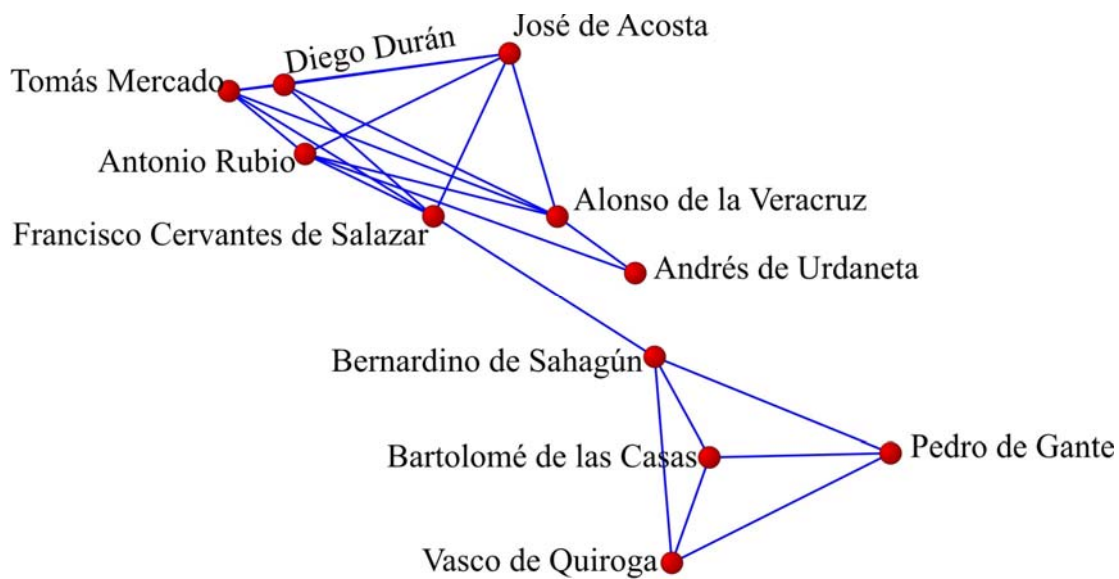 José de Acosta
Diego Durán
Tomás Mercado
Antonio Rubio
Alonso de la Veracruz
Francisco Cervantes de Salazar
Andrés de Urdaneta
Bernardino de Sahagún
Bartolomé de las Casas
Pedro de Gante
Vasco de Quiroga